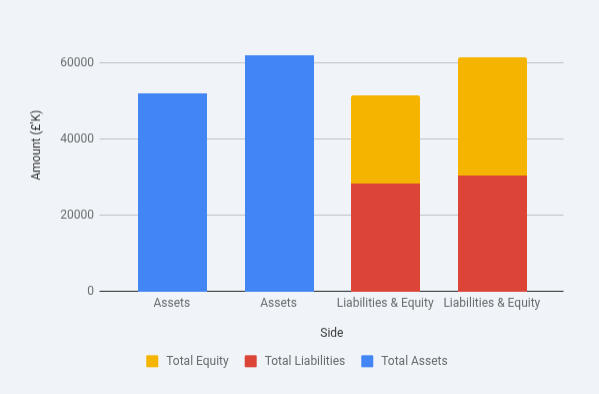 60000
40000
20000
0
Amount (£'K)
Assets
Assets
Liabilities & Equity
Liabilities & Equity
Side
Total Equity
Total Liabilities
Total Assets